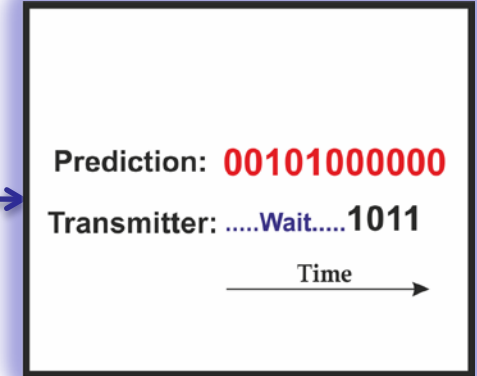 Prediction: 00101000000
Transmitter: .....Wait.....1011
Time